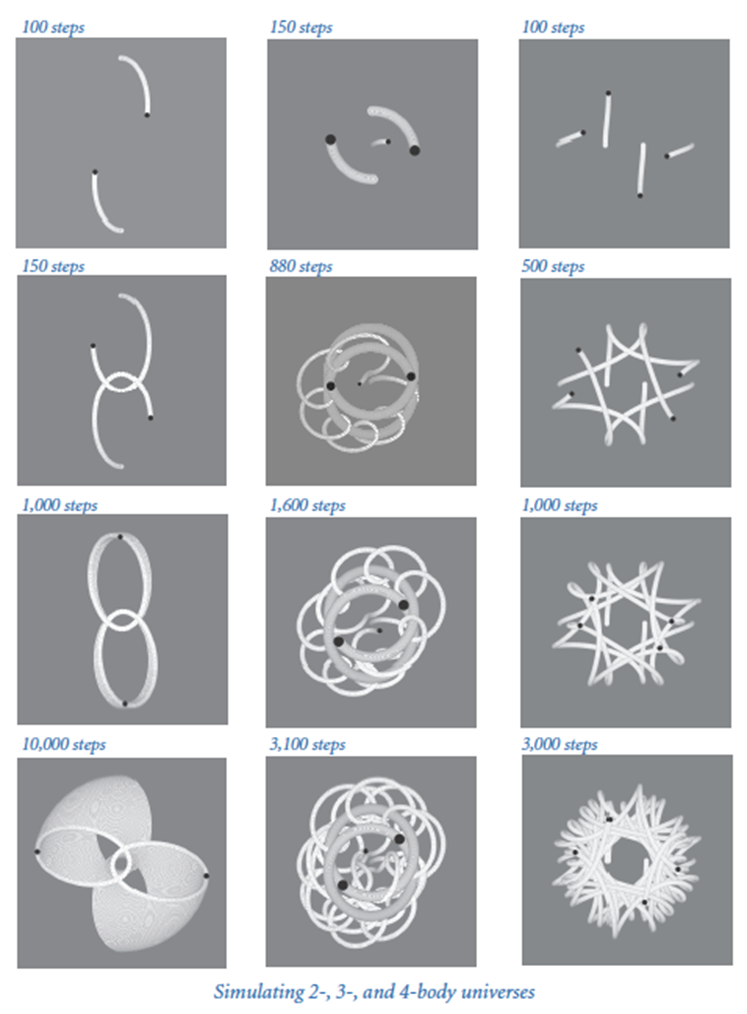 100 steps
150 steps
100 steps
150 steps
880 steps
500 steps
1,000 steps
1,600 steps
1,000 steps
10,000 steps
3,100 steps
3,000 steps
Simulating 2-, 3-, and 4-body universes